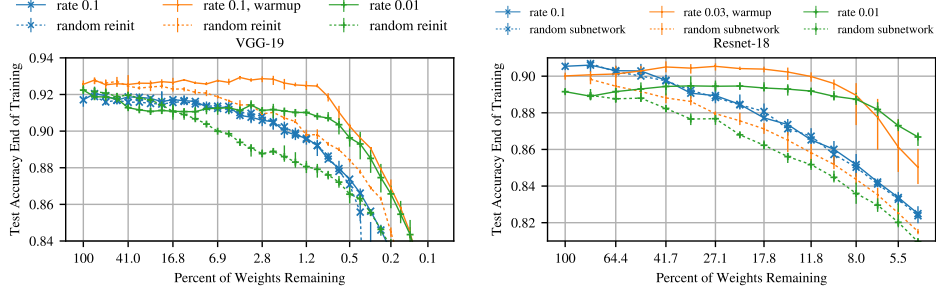 rate 0.1
rate 0.1, warmup
rate 0.01
random reinit
random reinit
random reinit
VGG-19
Test Accuracy End of Training
0.94
0.92
0.90
0.88
0.86
0.84
100
41.0
16.8
6.9
2.8
1.2
0.5
0.2
0.1
Percent of Weights Remaining
rate 0.1
rate 0.03, warmup
rate 0.01
random subnetwork
random subnetwork
random subnetwork
Resnet-18
Test Accuracy End of Training
0.90
0.88
0.86
0.84
0.82
100
64.4
41.7
27.1
17.8
11.8
8.0
5.5
Percent of Weights Remaining